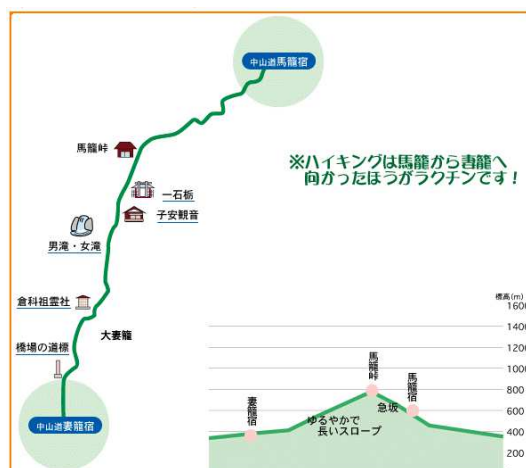 中山道馬籠宿
馬籠峠
※ハイキングは馬籠から妻籠へ
向かったほうがラクチンです!
一石栃
子安観音
男滝・女滝
倉科祖霊社
大妻籠
橋場の道標
中山道妻籠宿
標高(m)
1600
1400
1200
1000
800
600
400
200
馬籠峠
馬籠宿
妻籠宿
急坂
ゆるやかで
長いスロープ